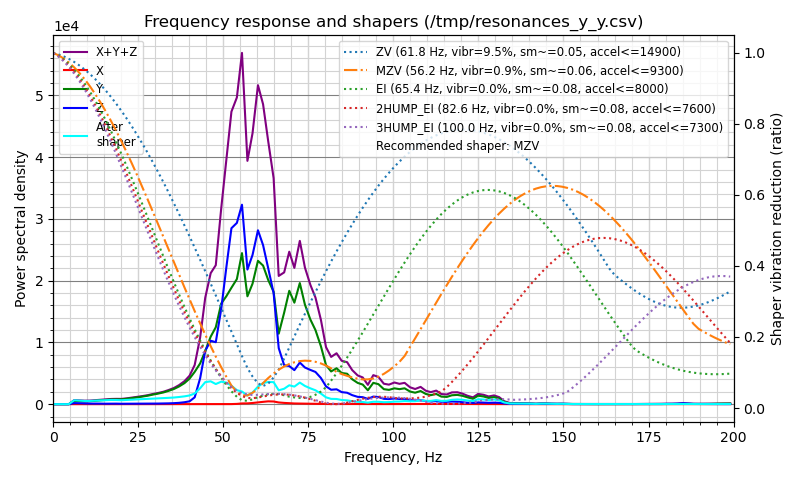 Frequency response and shapers (/tmp/resonances_y_y.csv)
1e4
X+Y+Z
X
Y
Z
After
shaper
ZV (61.8 Hz, vibr=9.5%, sm~=0.05, accel<=14900)
MZV (56.2 Hz, vibr=0.9%, sm~=0.06, accel<=9300)
EI (65.4 Hz, vibr=0.0%, sm~=0.08, accel<=8000)
2HUMP_EI (82.6 Hz, vibr=0.0%, sm~=0.08, accel<=7600)
3HUMP_EI (100.0 Hz, vibr=0.0%, sm~=0.08, accel<=7300)
Recommended shaper: MZV
Power spectral density
5
4
3
2
1
0
1.0
0.8
0.6
0.4
0.2
0.0
Shaper vibration reduction (ratio)
0 25 50 75 100 125 150 175 200
Frequency, Hz